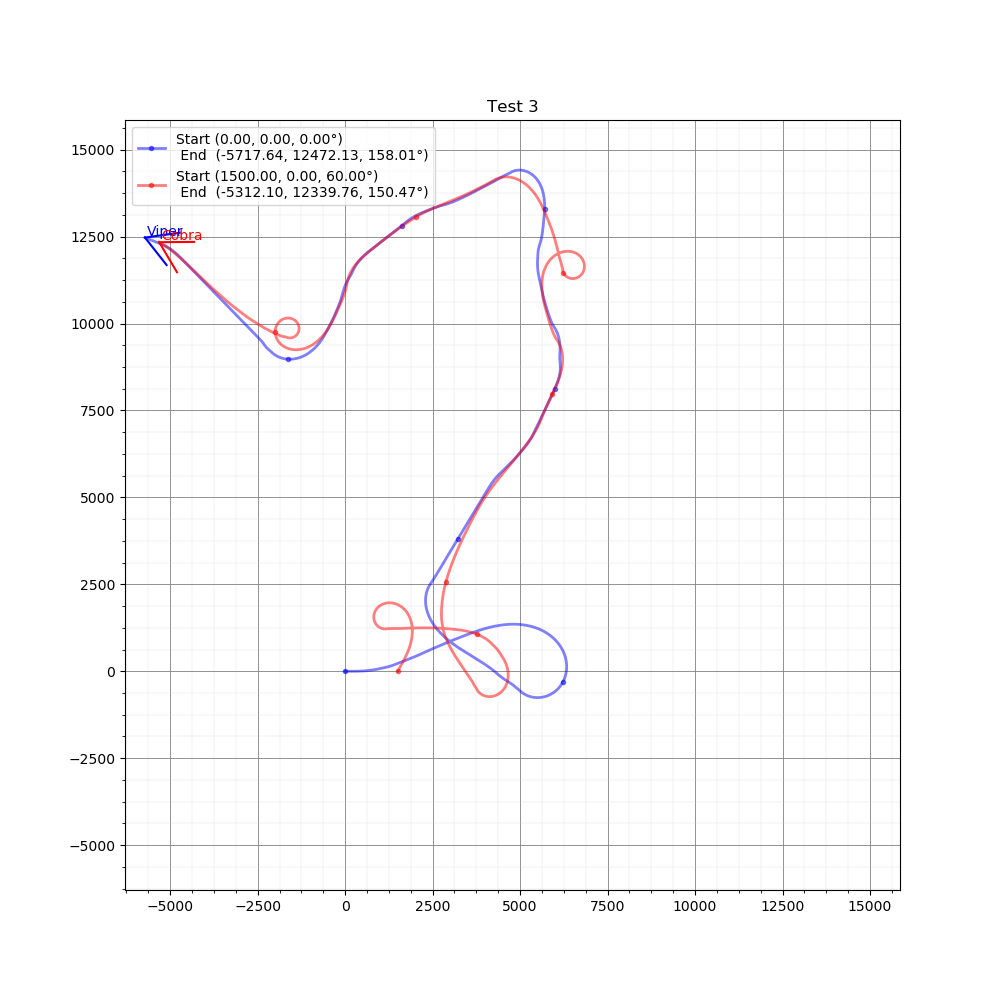 Test 3
Start (0.00, 0.00, 0.00°)
End  (-5717.64, 12472.13, 158.01°)
Start (1500.00, 0.00, 60.00°)
End  (-5312.10, 12339.76, 150.47°)
15000
12500
10000
7500
5000
2500
0
−2500
−5000
Viper
Cobra
−5000 −2500 0 2500 5000 7500 10000 12500 15000